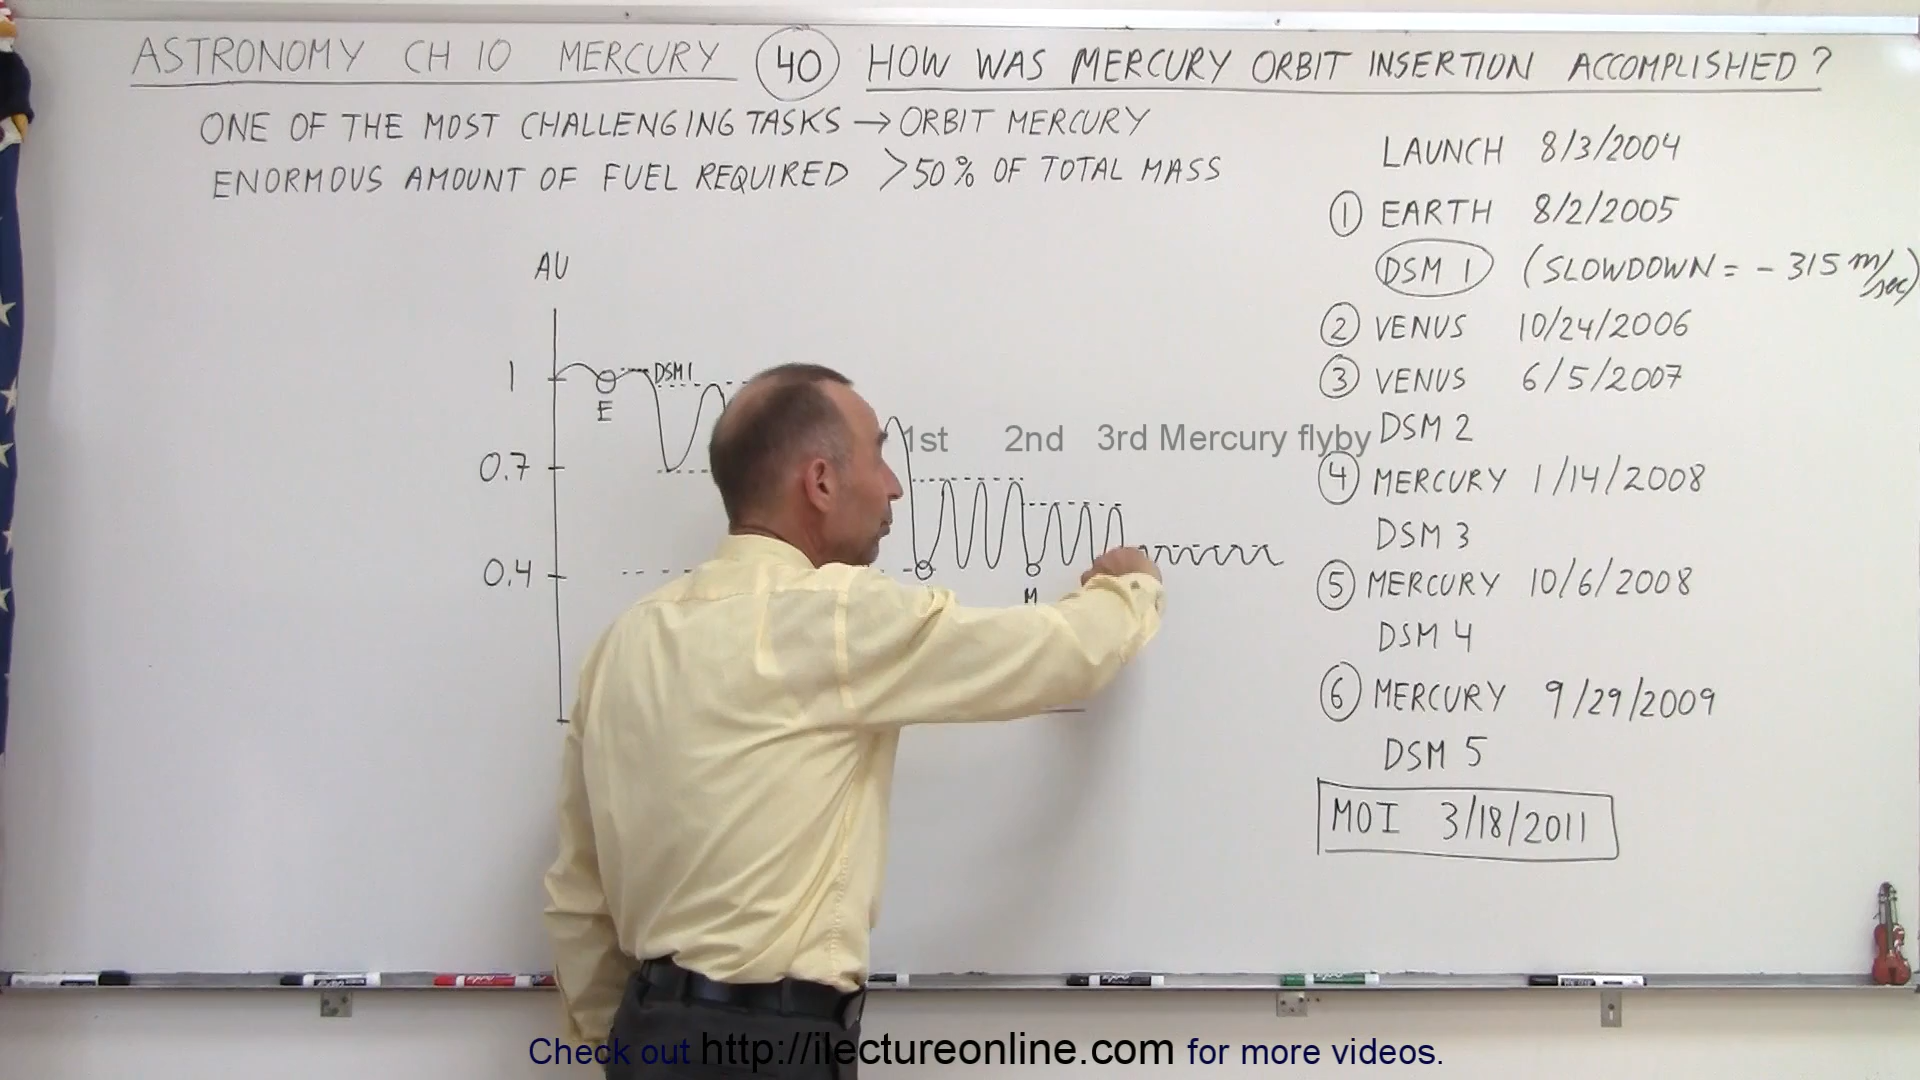 ASTRONOMY CH 10 MERCURY 40 HOW WAS MERCURY ORBIT INSERTION ACCOMPLISHED?
ONE OF THE MOST CHALLENGING TASKS → ORBIT MERCURY
ENORMOUS AMOUNT OF FUEL REQUIRED >50% OF TOTAL MASS
LAUNCH 8/3/2004
1 EARTH 8/2/2005
DSM 1 (SLOWDOWN = - 315 m/sec)
2 VENUS 10/24/2006
3 VENUS 6/5/2007
DSM 2
4 MERCURY 1/14/2008
DSM 3
5 MERCURY 10/6/2008
DSM 4
6 MERCURY 9/29/2009
DSM 5
MOI 3/18/2011
AU
1
DSM1
E
1st 2nd 3rd Mercury flyby
0.7
0.4
M
Check out http://ilectureonline.com for more videos.